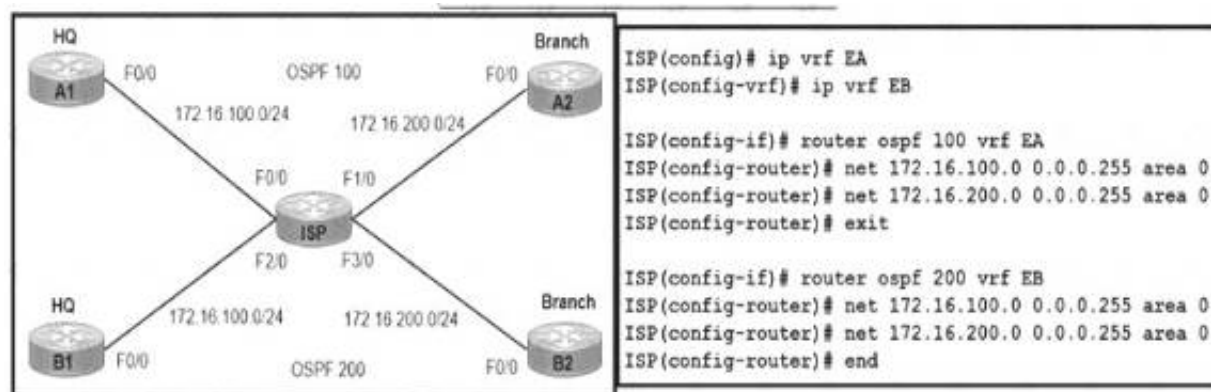 HQ
Branch
F0/0
OSPF 100
F0/0
A1
A2
172.16.100.0/24
172.16.200.0/24
F0/0
F1/0
ISP
F2/0
F3/0
HQ
Branch
172.16.100.0/24
172.16.200.0/24
B1
F0/0
OSPF 200
F0/0
B2
ISP(config)# ip vrf EA
ISP(config-vrf)# ip vrf EB
ISP(config-if)# router ospf 100 vrf EA
ISP(config-router)# net 172.16.100.0 0.0.0.255 area 0
ISP(config-router)# net 172.16.200.0 0.0.0.255 area 0
ISP(config-router)# exit
ISP(config-if)# router ospf 200 vrf EB
ISP(config-router)# net 172.16.100.0 0.0.0.255 area 0
ISP(config-router)# net 172.16.200.0 0.0.0.255 area 0
ISP(config-router)# end